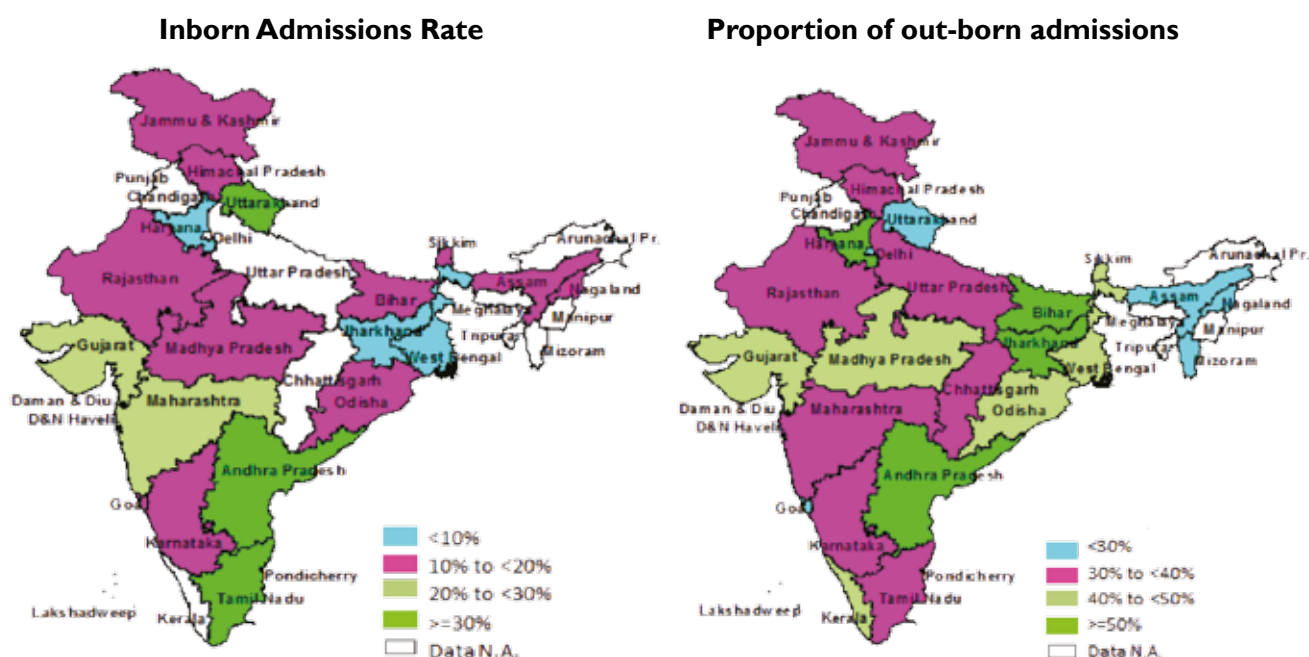 Inborn Admissions Rate
Jammu & Kashmir
Himachal Pradesh
Punjab
Chandigarh
Uttarakhand
Haryana
Delhi
Rajasthan
Uttar Pradesh
Sikkim
Arunachal Pr.
Assam
Nagaland
Bihar
Meghalaya
Manipur
Jharkhand
Tripura
Mizoram
Gujarat
Madhya Pradesh
West Bengal
Chhattisgarh
Maharashtra
Odisha
Daman & Diu
D&N Haveli
Andhra Pradesh
Goa
Karnataka
Pondicherry
Tamil Nadu
Lakshadweep
Kerala
<10%
10% to <20%
20% to <30%
>=30%
Data N.A.
Proportion of out-born admissions
Jammu & Kashmir
Himachal Pradesh
Punjab
Chandigarh
Uttarakhand
Haryana
Delhi
Rajasthan
Uttar Pradesh
Sikkim
Arunachal Pr.
Assam
Nagaland
Bihar
Meghalay
Manipur
Jharkhand
Tripura
Mizoram
Gujarat
Madhya Pradesh
West Bengal
Chhattisgarh
Maharashtra
Odisha
Daman & Diu
D&N Haveli
Andhra Pradesh
Goa
Karnataka
Pondicherry
Tamil Nadu
Lakshadweep
Kerala
<30%
30% to <40%
40% to <50%
>=50%
Data N.A.